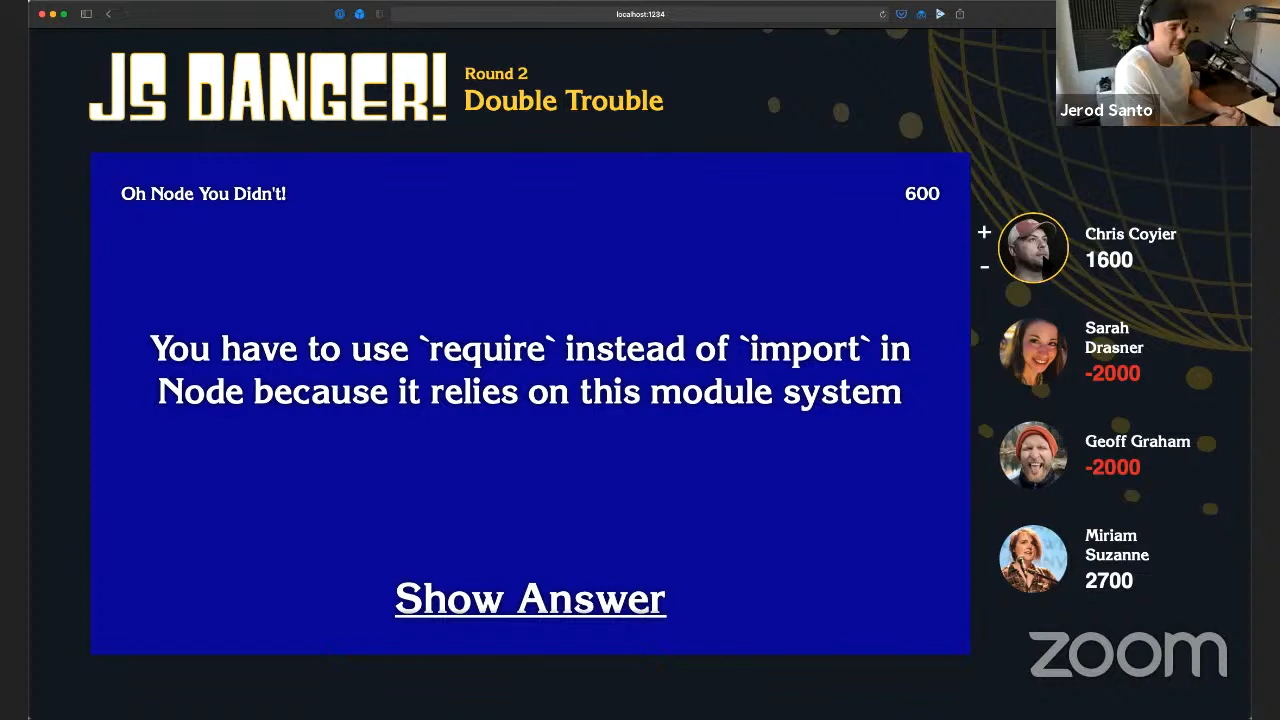 localhost:1234
JS DANGER!
Round 2
Double Trouble
Jerod Santo
Oh Node You Didn't!
600
You have to use `require` instead of `import` in
Node because it relies on this module system
Show Answer
+
-
Chris Coyier
1600
Sarah
Drasner
-2000
Geoff Graham
-2000
Miriam
Suzanne
2700
zoom